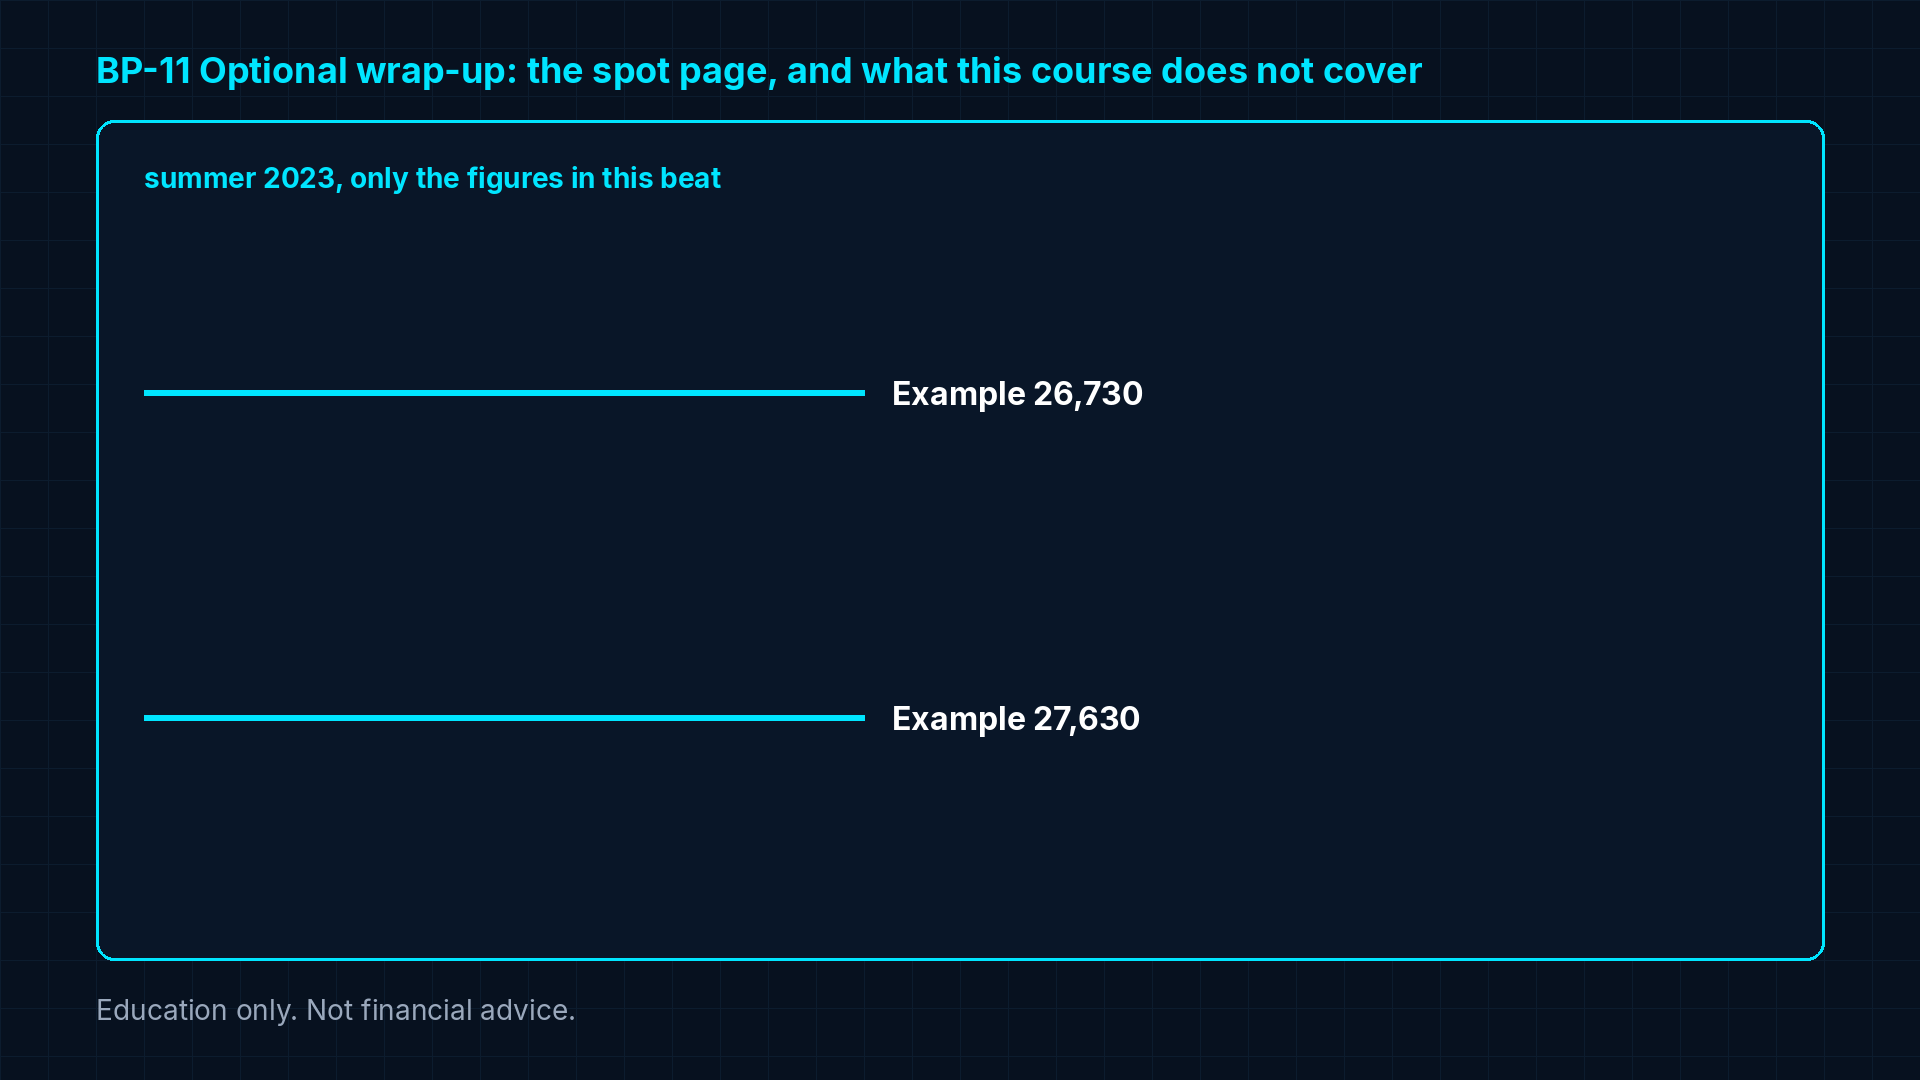 BP-11 Optional wrap-up: the spot page, and what this course does not cover
summer 2023, only the figures in this beat
Example 26,730
Example 27,630
Education only. Not financial advice.